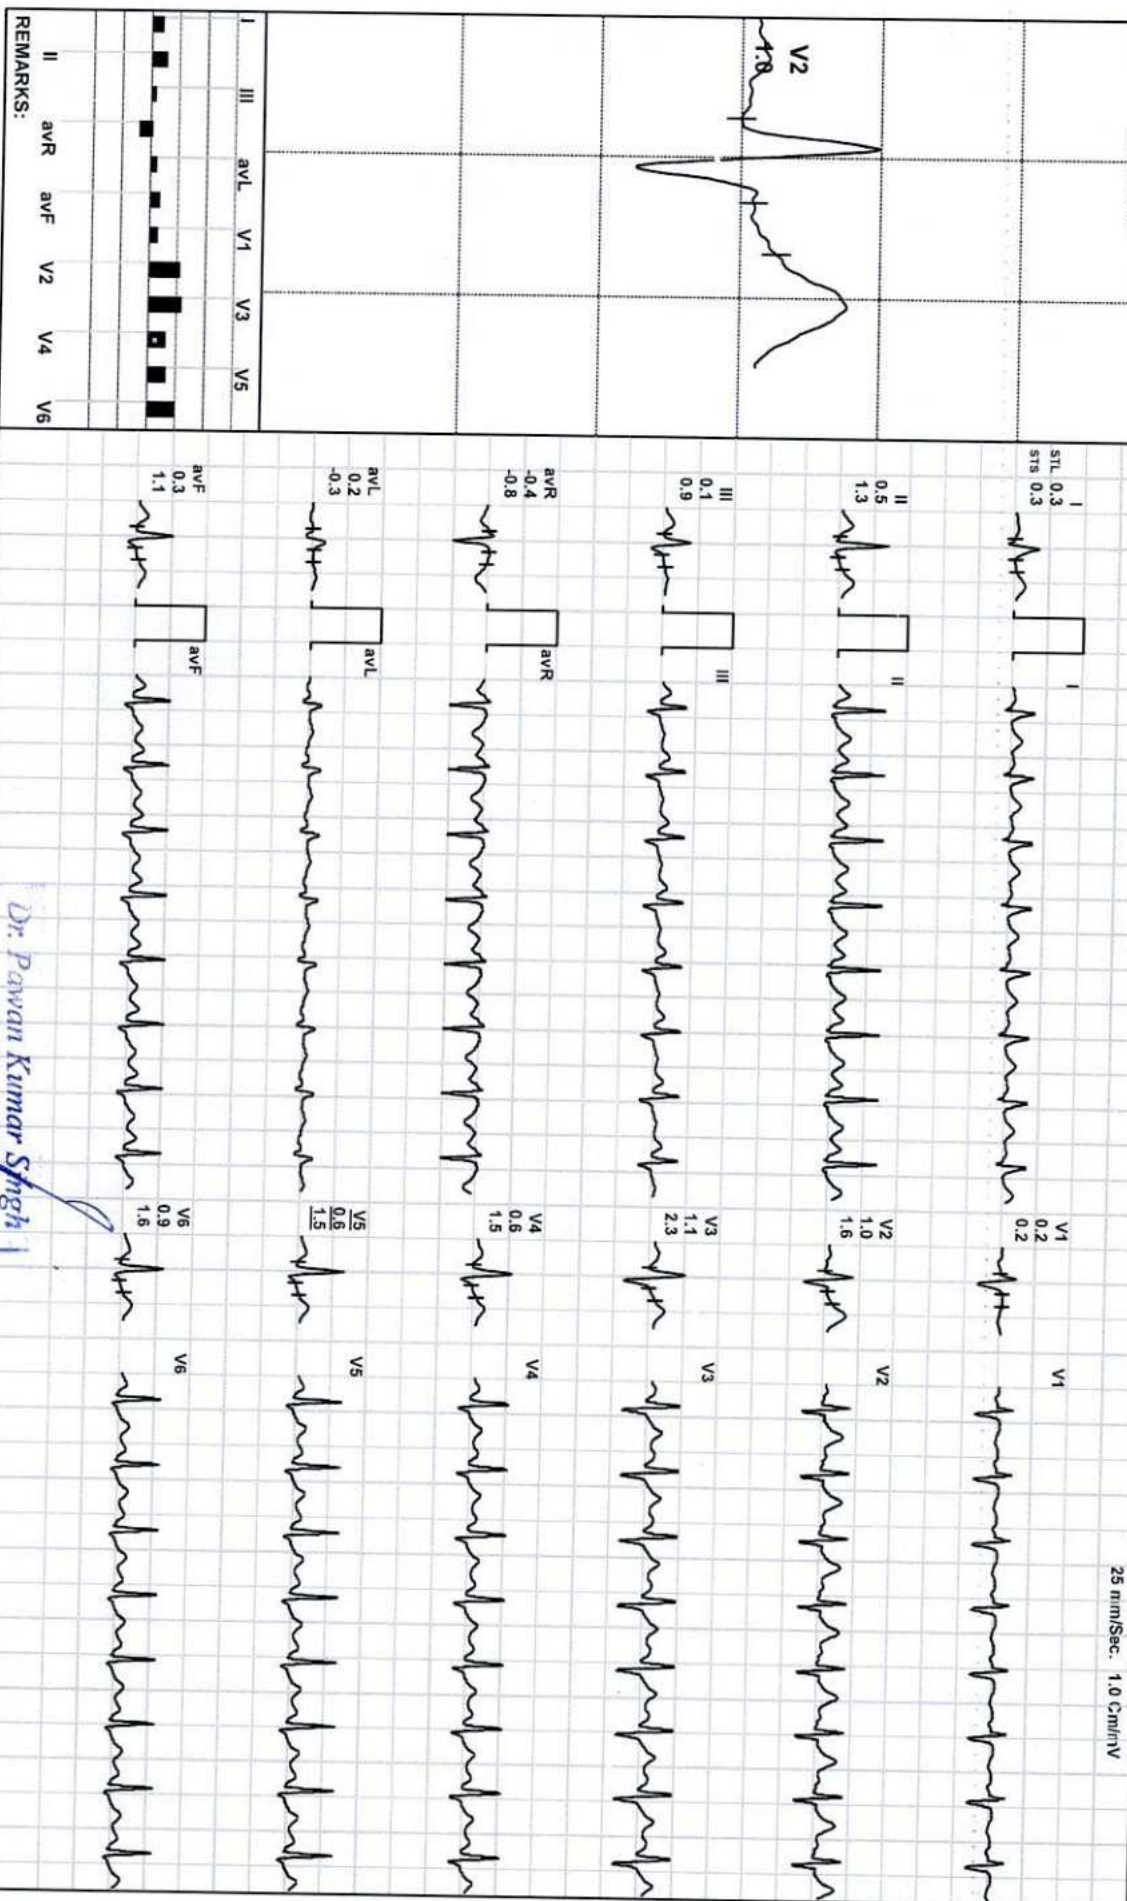 25 mm/Sec. 1.0 Cm/mV
V2
1.0
I
II
III
avR
avL
avF
V1
V2
V3
V4
V5
V6
REMARKS:
I
STL 0.3
STS 0.3
I
V1
0.2
0.2
V1
II
0.5
1.3
II
V2
1.0
1.6
V2
III
0.1
0.9
III
V3
1.1
2.3
V3
avR
-0.4
-0.8
avR
V4
0.6
1.5
V4
avL
0.2
-0.3
avL
V5
0.6
1.5
V5
avF
0.3
1.1
avF
V6
0.9
1.6
V6
Dr. Pawan Kumar Singh